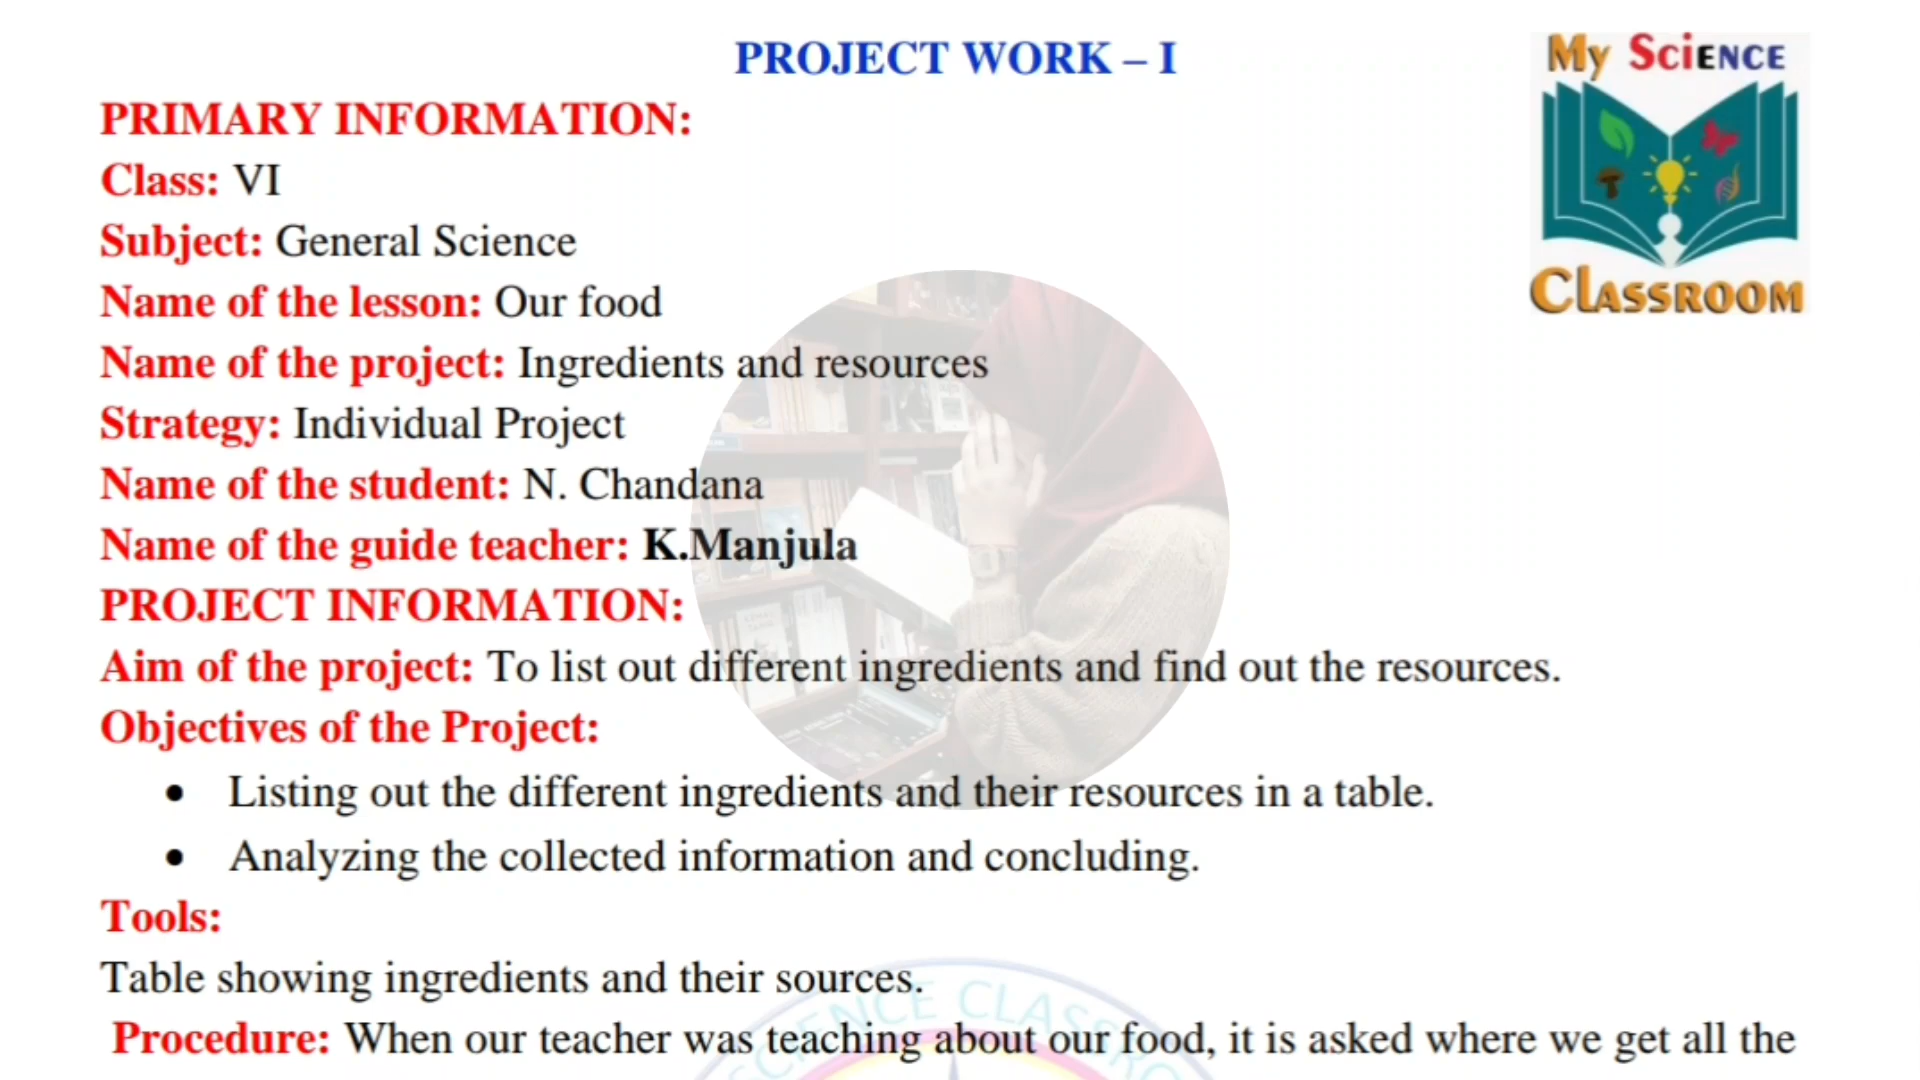 PROJECT WORK – I
My SciENCE
CLASSROOM
PRIMARY INFORMATION:
Class: VI
Subject: General Science
Name of the lesson: Our food
Name of the project: Ingredients and resources
Strategy: Individual Project
Name of the student: N. Chandana
Name of the guide teacher: K.Manjula
PROJECT INFORMATION:
Aim of the project: To list out different ingredients and find out the resources.
Objectives of the Project:
• Listing out the different ingredients and their resources in a table.
• Analyzing the collected information and concluding.
Tools:
Table showing ingredients and their sources.
SCIENCE CLASSRO
Procedure: When our teacher was teaching about our food, it is asked where we get all the